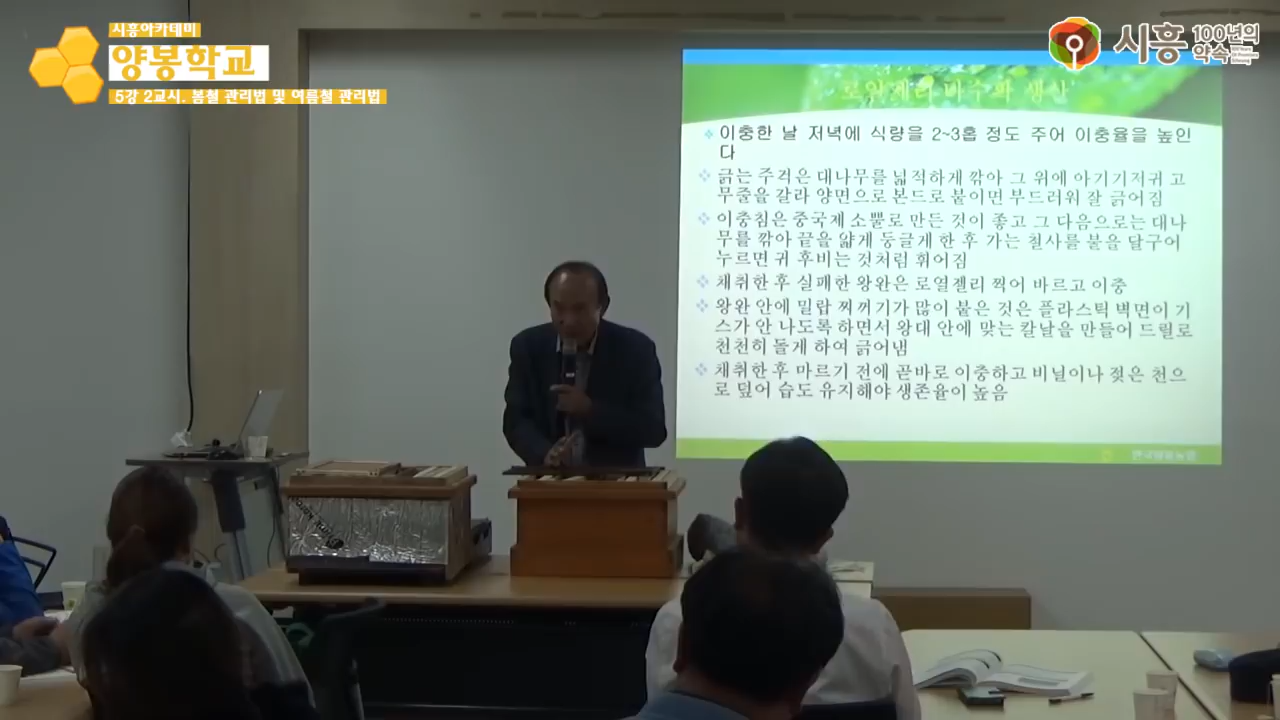 시흥아카데미
양봉학교
5강 2교시. 봄철 관리법 및 여름철 관리법
시흥 100년의
약속
로얄제리 다수확 생산
이충한 날 저녁에 식량을 2~3홉 정도 주어 이충율을 높인
다
긁는 주걱은 대나무를 넓적하게 깎아 그 위에 아기기저귀 고
무줄을 갈라 양면으로 본드로 붙이면 부드러워 잘 긁어짐
이충침은 중국제 소뿔로 만든 것이 좋고 그 다음으로는 대나
무를 깎아 끝을 얇게 둥글게 한 후 가는 철사를 불을 달구어
누르면 귀 후비는 것처럼 휘어짐
채취한 후 실패한 왕완은 로열젤리 찍어 바르고 이충
왕완 안에 밀랍 찌꺼기가 많이 붙은 것은 플라스틱 벽면이 기
스가 안 나도록 하면서 왕대 안에 맞는 칼날을 만들어 드릴로
천천히 돌게 하여 긁어냄
채취한 후 마르기 전에 곧바로 이충하고 비닐이나 젖은 천으
로 덮어 습도 유지해야 생존율이 높음